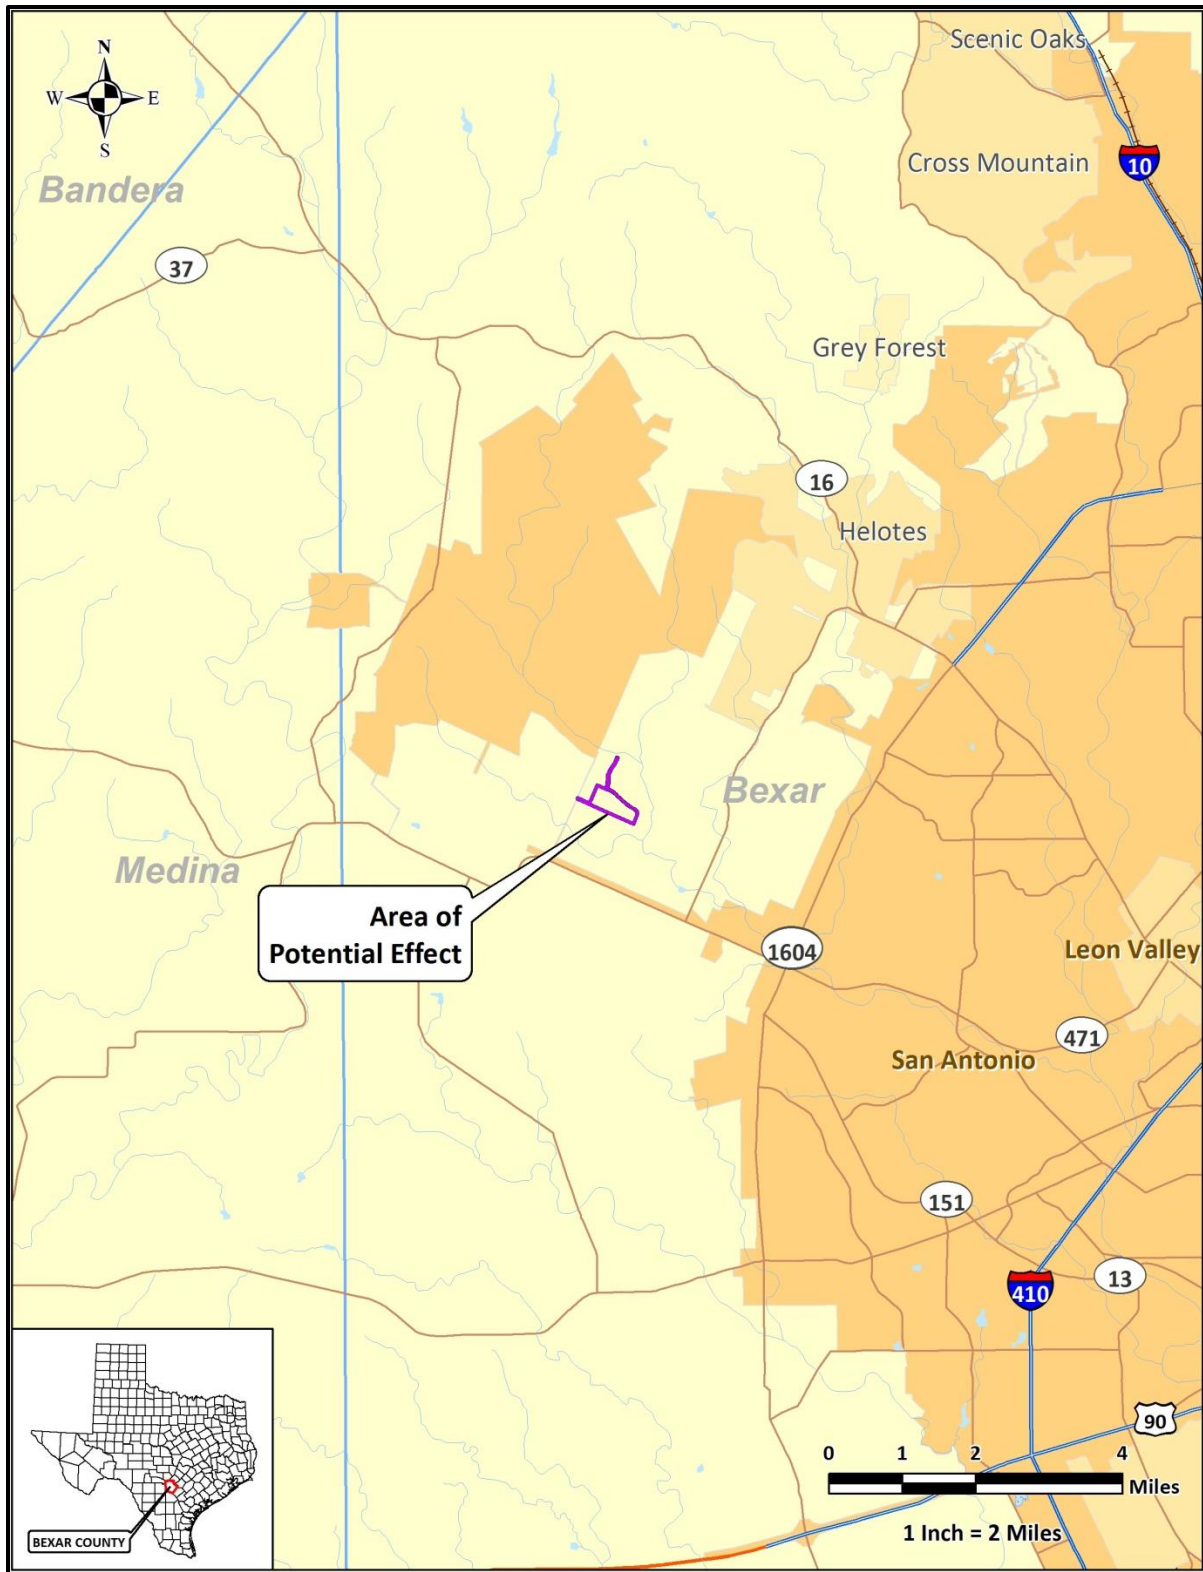 Scenic Oaks
N
W
E
S
10
Cross Mountain
Bandera
37
Grey Forest
16
Helotes
Bexar
Medina
Area of
Potential Effect
1604
Leon Valley
471
San Antonio
151
13
410
90
0 1 2 4
Miles
1 Inch = 2 Miles
BEXAR COUNTY